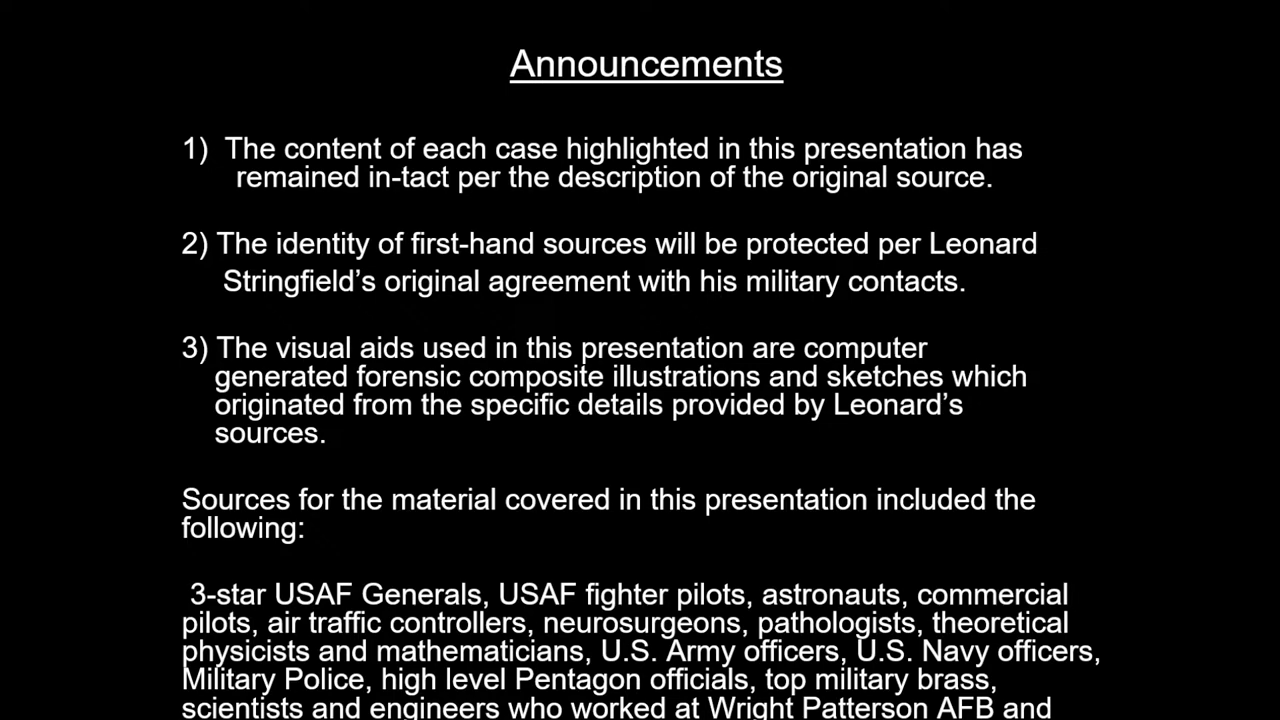 Announcements
1) The content of each case highlighted in this presentation has
remained in-tact per the description of the original source.
2) The identity of first-hand sources will be protected per Leonard
Stringfield’s original agreement with his military contacts.
3) The visual aids used in this presentation are computer
generated forensic composite illustrations and sketches which
originated from the specific details provided by Leonard’s
sources.
Sources for the material covered in this presentation included the
following:
3-star USAF Generals, USAF fighter pilots, astronauts, commercial
pilots, air traffic controllers, neurosurgeons, pathologists, theoretical
physicists and mathematicians, U.S. Army officers, U.S. Navy officers,
Military Police, high level Pentagon officials, top military brass,
scientists and engineers who worked at Wright Patterson AFB and